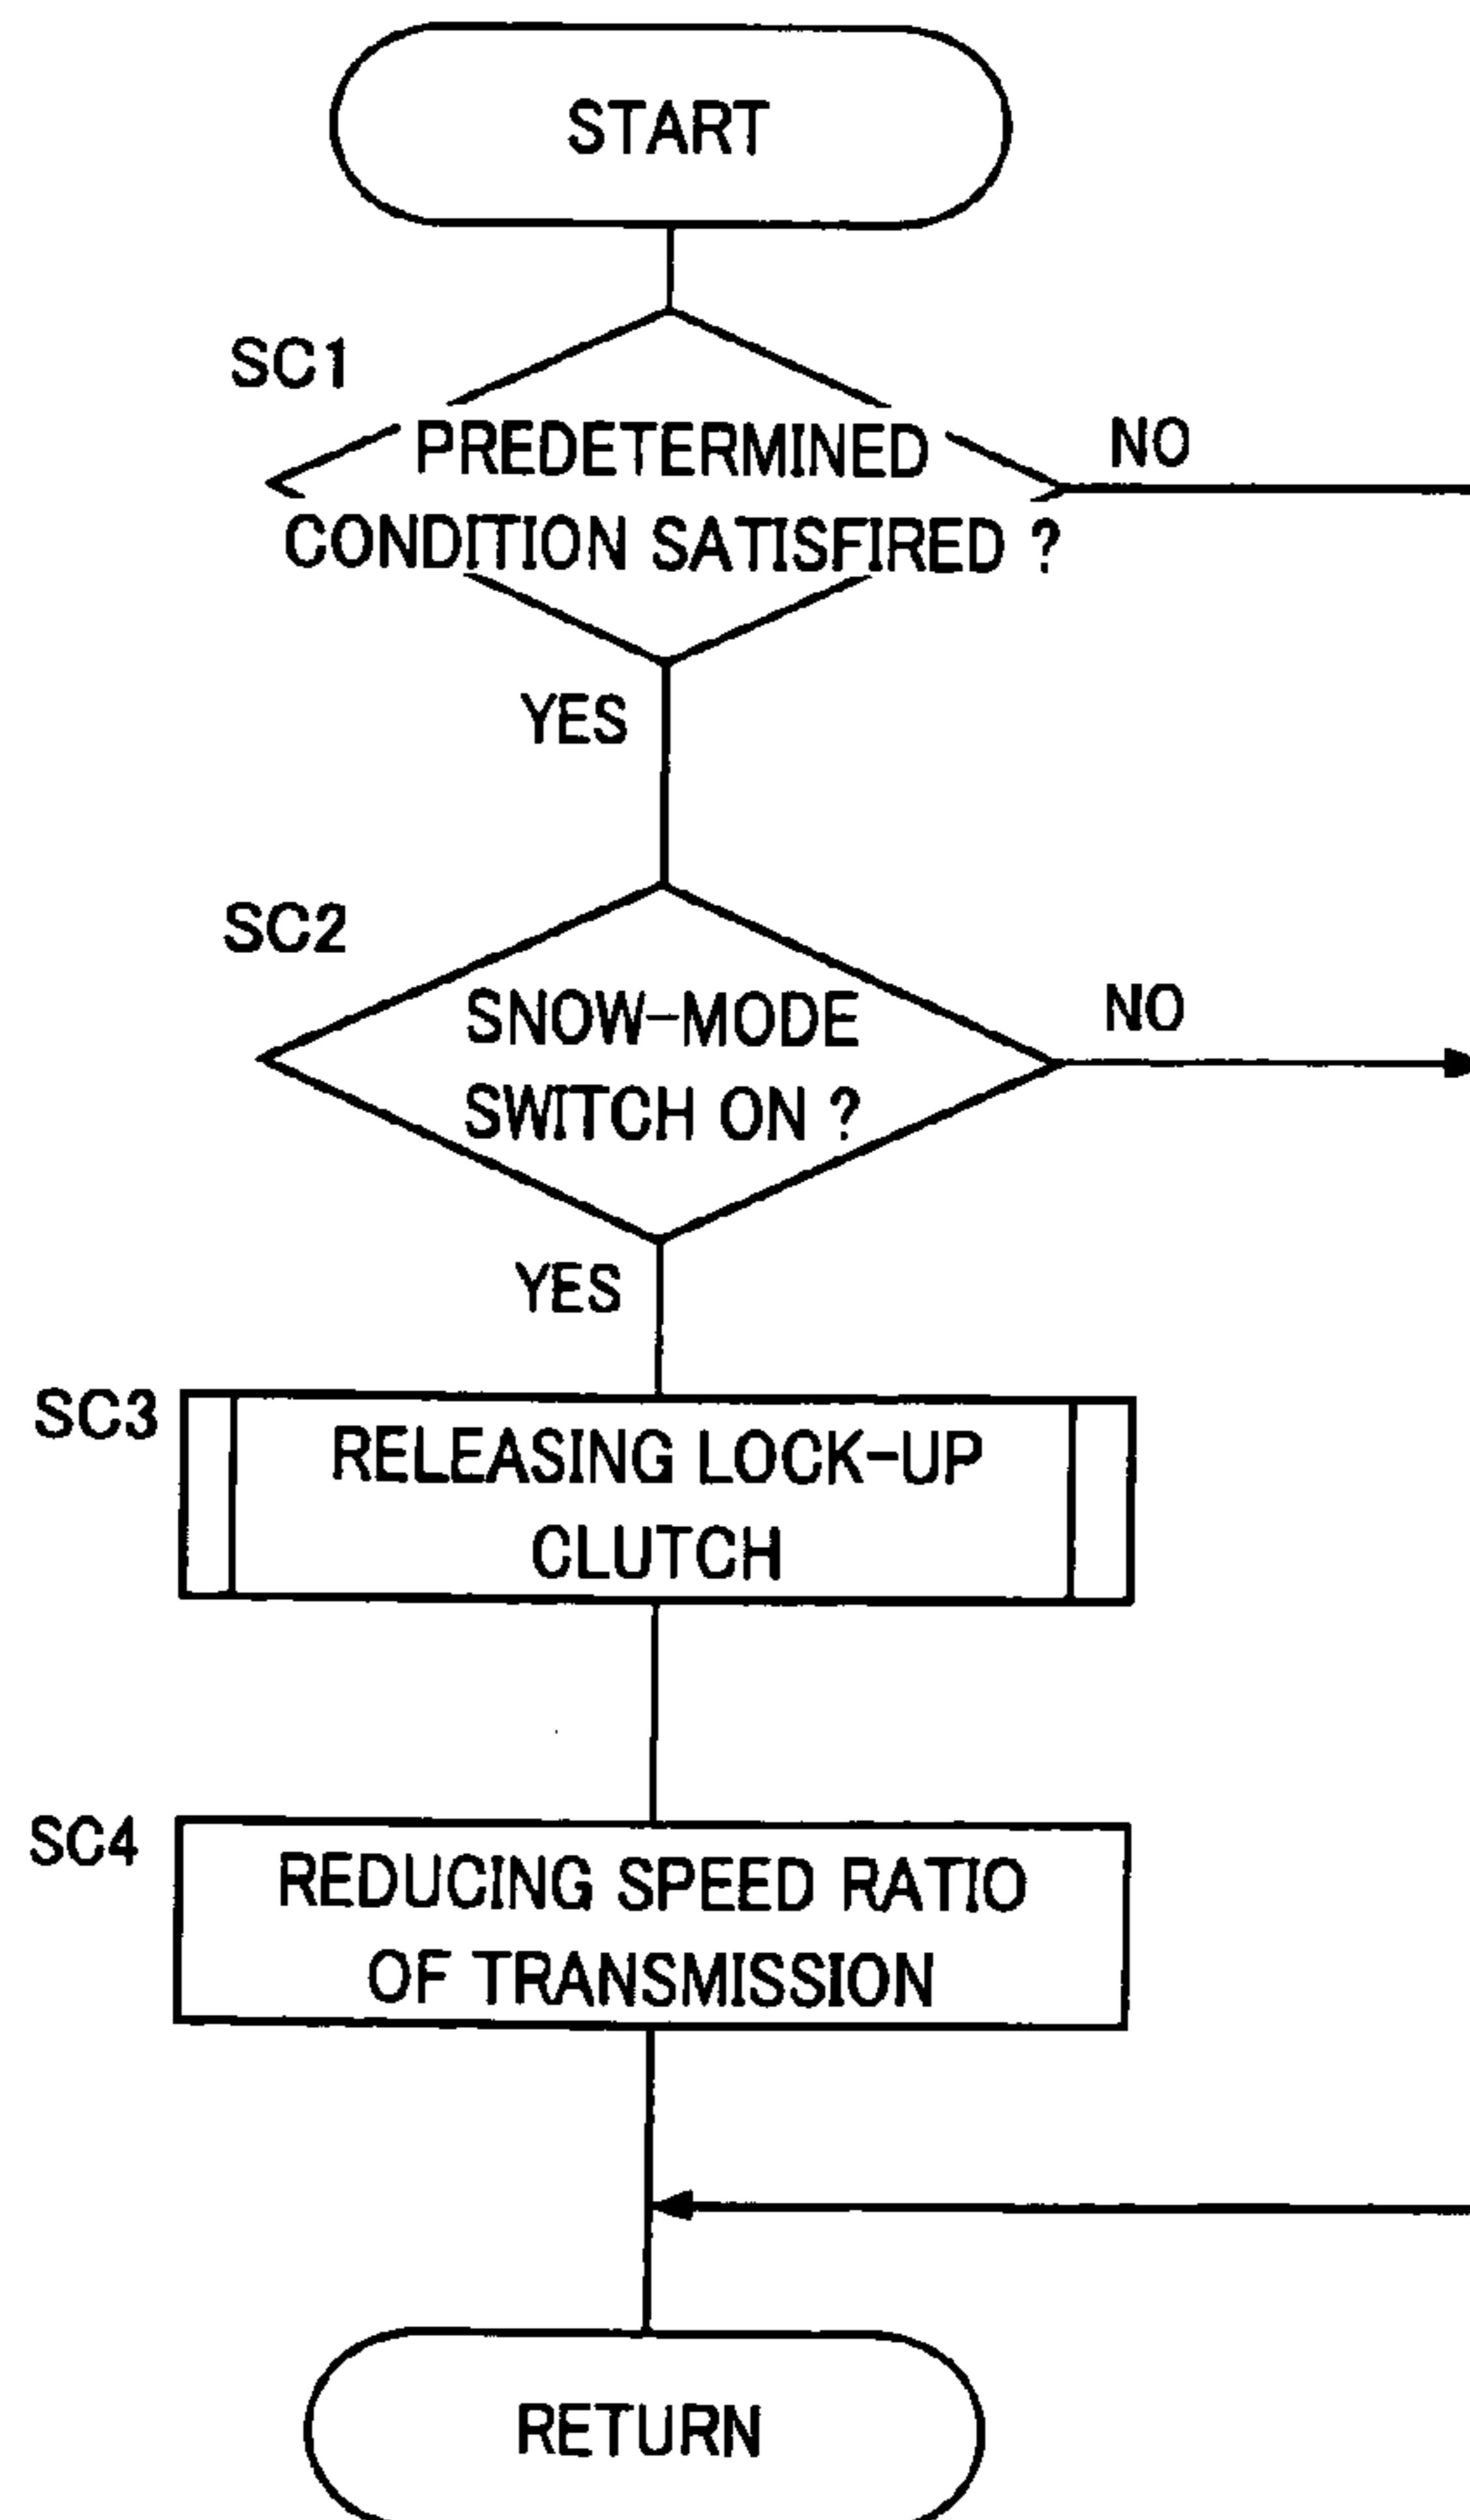 START
SC1
PREDETERMINED
CONDITION SATISFIRED ?
NO
YES
SC2
SNOW-MODE
SWITCH ON ?
NO
YES
SC3
RELEASING LOCK-UP
CLUTCH
SC4
REDUCING SPEED RATIO
OF TRANSMISSION
RETURN